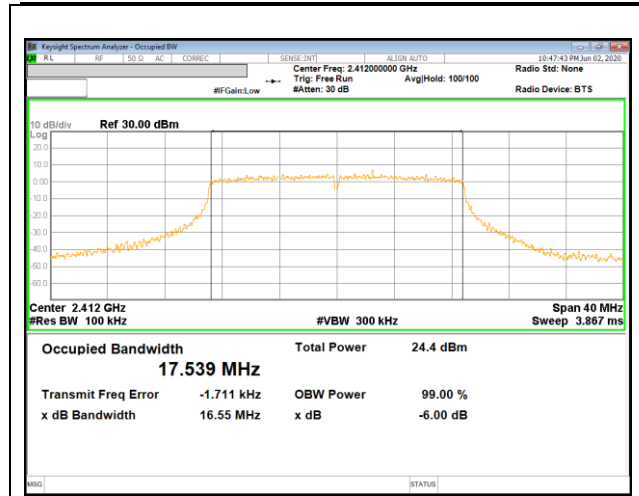 Keysight Spectrum Analyzer - Occupied BW
RL RF 50 Ω AC CORREC SENSE:INT ALIGN AUTO 10:47:43 PM Jun 02, 2020
Center Freq: 2.412000000 GHz Radio Std: None
Trig: Free Run Avg|Hold: 100/100
#IFGain:Low #Atten: 30 dB Radio Device: BTS
10 dB/div Ref 30.00 dBm
Log
20.0
10.0
0.00
-10.0
-20.0
-30.0
-40.0
-50.0
-60.0
Center 2.412 GHz Span 40 MHz
#Res BW 100 kHz #VBW 300 kHz Sweep 3.867 ms
Occupied Bandwidth Total Power 24.4 dBm
17.539 MHz
Transmit Freq Error -1.711 kHz OBW Power 99.00 %
x dB Bandwidth 16.55 MHz x dB -6.00 dB
MSG STATUS